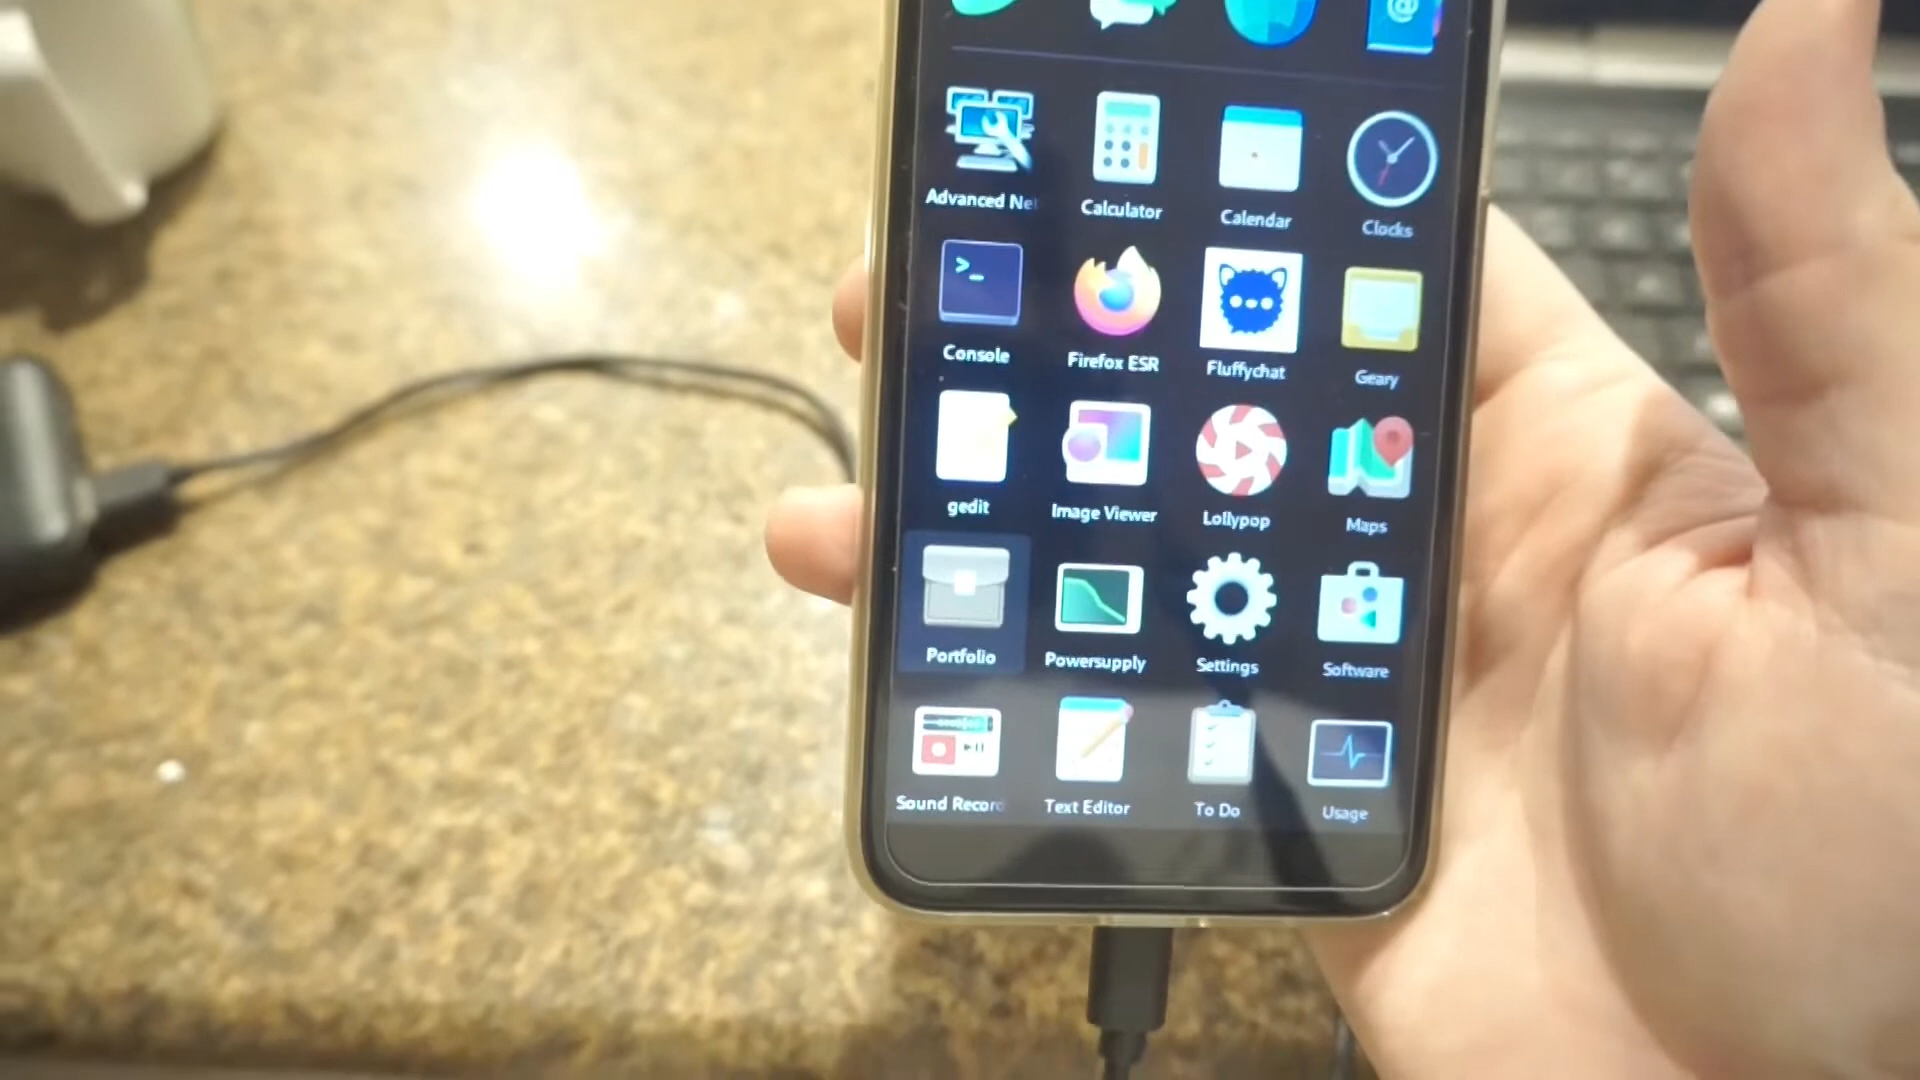 @
Advanced Net
Calculator
Calendar
Clocks
>_
Console
Firefox ESR
Fluffychat
Geary
gedit
Image Viewer
Lollypop
Maps
Portfolio
Powersupply
Settings
Software
Sound Recor
Text Editor
To Do
Usage